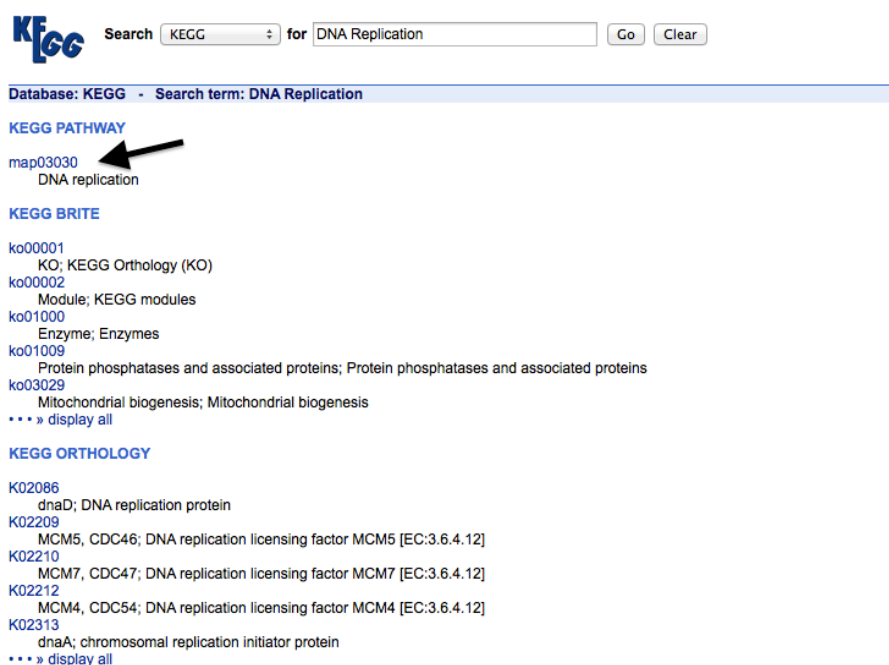 KEGG
Search KEGG for DNA Replication Go Clear
Database: KEGG - Search term: DNA Replication
KEGG PATHWAY
map03030
DNA replication
KEGG BRITE
ko00001
KO; KEGG Orthology (KO)
ko00002
Module; KEGG modules
ko01000
Enzyme; Enzymes
ko01009
Protein phosphatases and associated proteins; Protein phosphatases and associated proteins
ko03029
Mitochondrial biogenesis; Mitochondrial biogenesis
• • • » display all
KEGG ORTHOLOGY
K02086
dnaD; DNA replication protein
K02209
MCM5, CDC46; DNA replication licensing factor MCM5 [EC:3.6.4.12]
K02210
MCM7, CDC47; DNA replication licensing factor MCM7 [EC:3.6.4.12]
K02212
MCM4, CDC54; DNA replication licensing factor MCM4 [EC:3.6.4.12]
K02313
dnaA; chromosomal replication initiator protein
• • • » display all